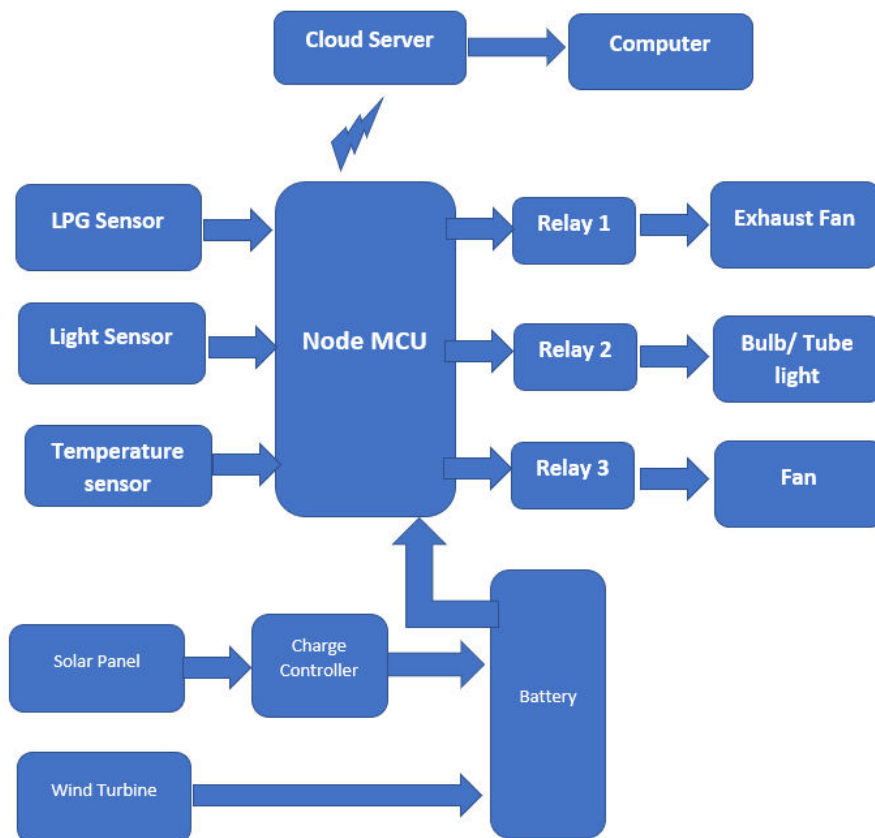 Cloud Server
Computer
LPG Sensor
Relay 1
Exhaust Fan
Light Sensor
Node MCU
Relay 2
Bulb/ Tube
light
Temperature
sensor
Relay 3
Fan
Solar Panel
Charge
Controller
Battery
Wind Turbine